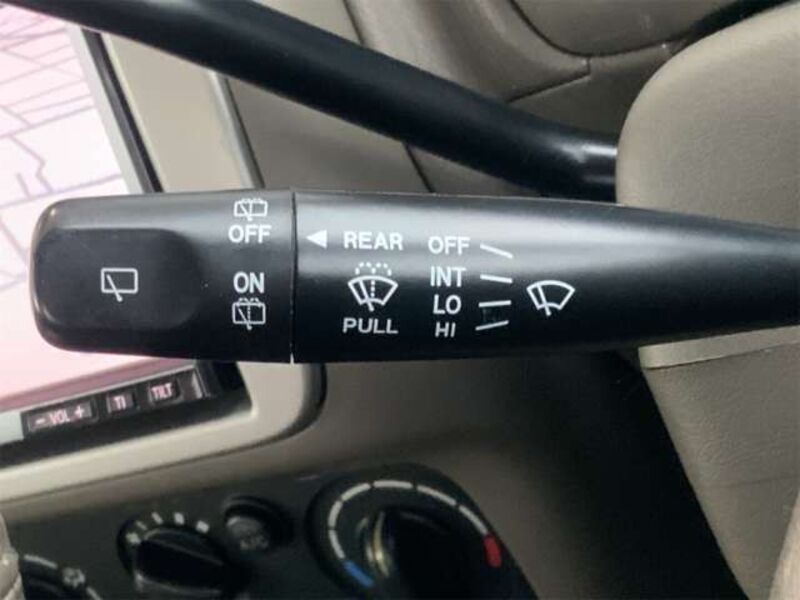 OFF
ON
REAR
PULL
OFF
INT
LO
HI
- VOL + TI TILT
A/C